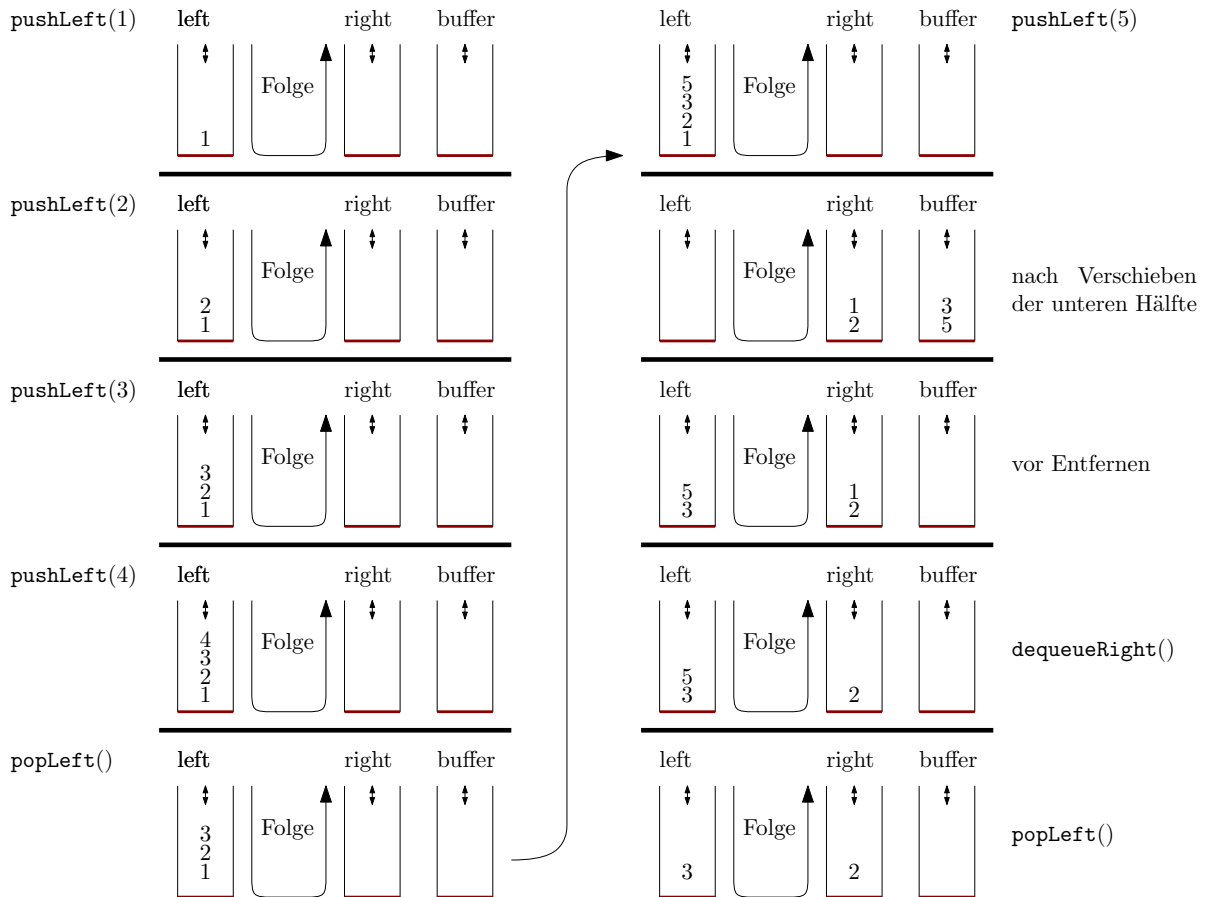 pushLeft(1) left right buffer
Folge
1
pushLeft(2) left right buffer
Folge
2
1
pushLeft(3) left right buffer
Folge
3
2
1
pushLeft(4) left right buffer
Folge
4
3
2
1
popLeft() left right buffer
Folge
3
2
1
left right buffer pushLeft(5)
Folge
5
3
2
1
left right buffer
Folge
nach Verschieben
der unteren Hälfte
1 3
2 5
left right buffer
Folge
vor Entfernen
5 1
3 2
left right buffer
Folge
dequeueRight()
5
3 2
left right buffer
Folge
popLeft()
3 2